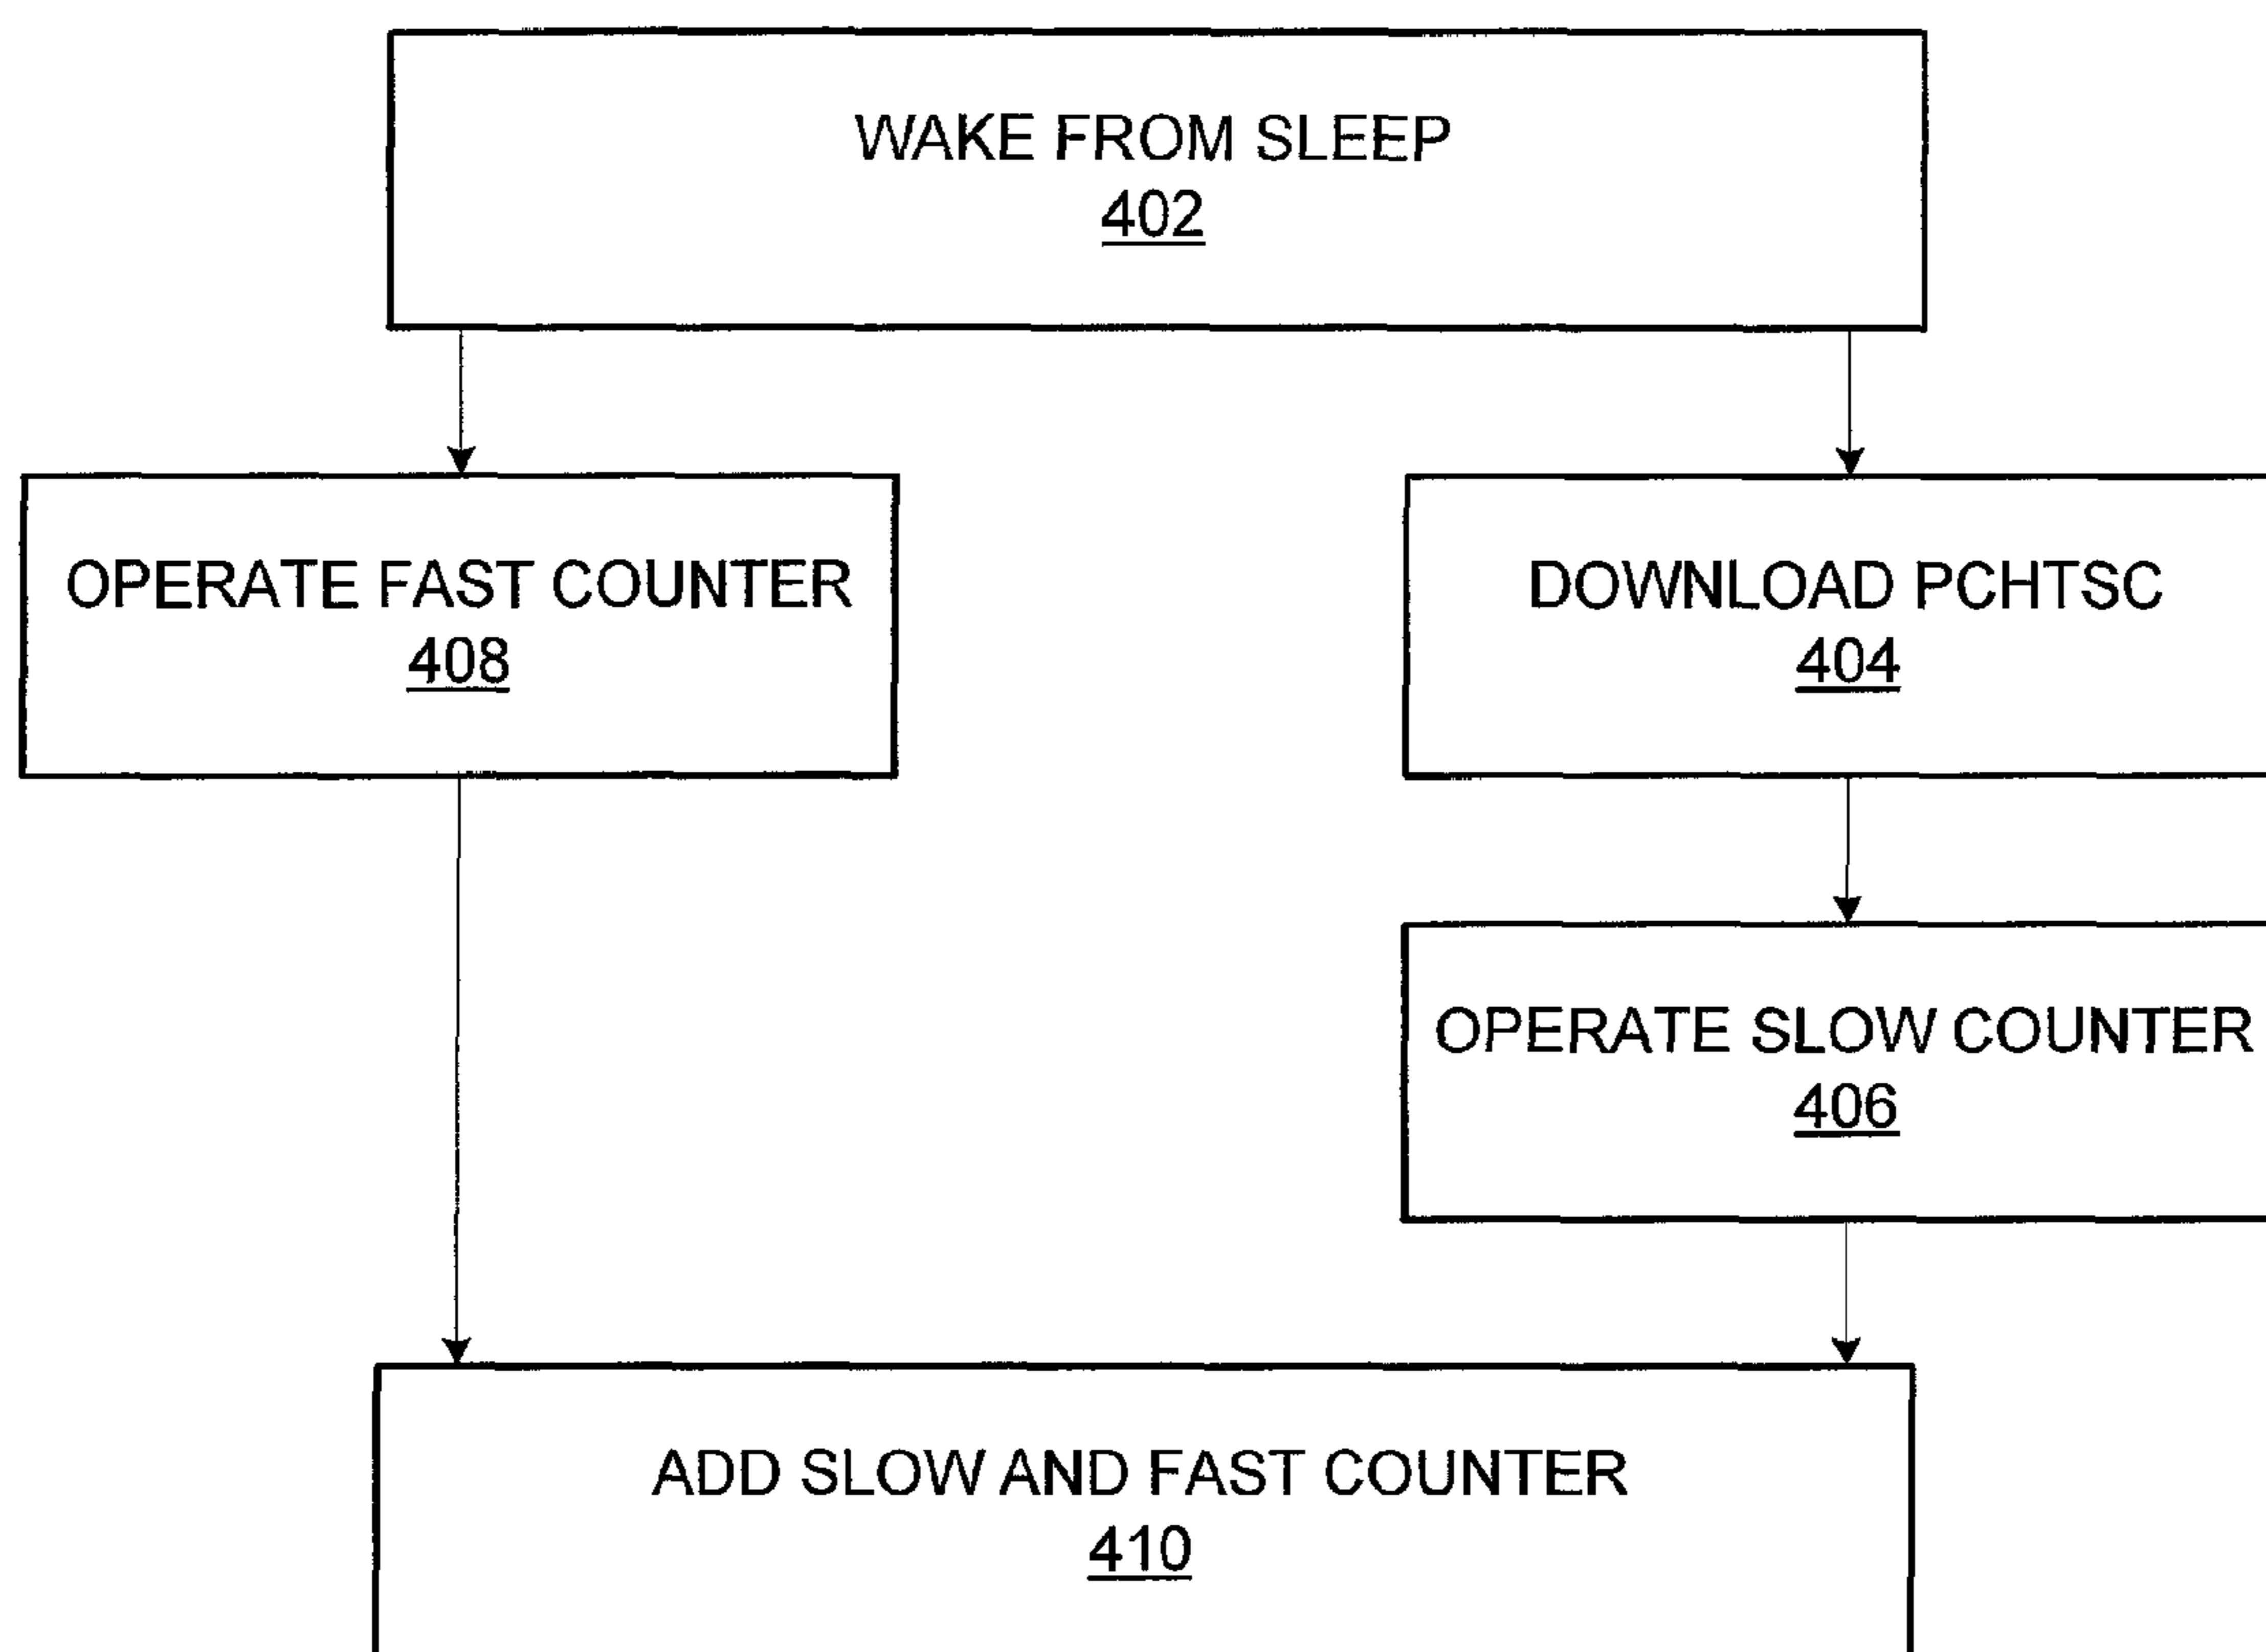 WAKE FROM SLEEP
402
OPERATE FAST COUNTER
408
DOWNLOAD PCHTSC
404
OPERATE SLOW COUNTER
406
ADD SLOW AND FAST COUNTER
410